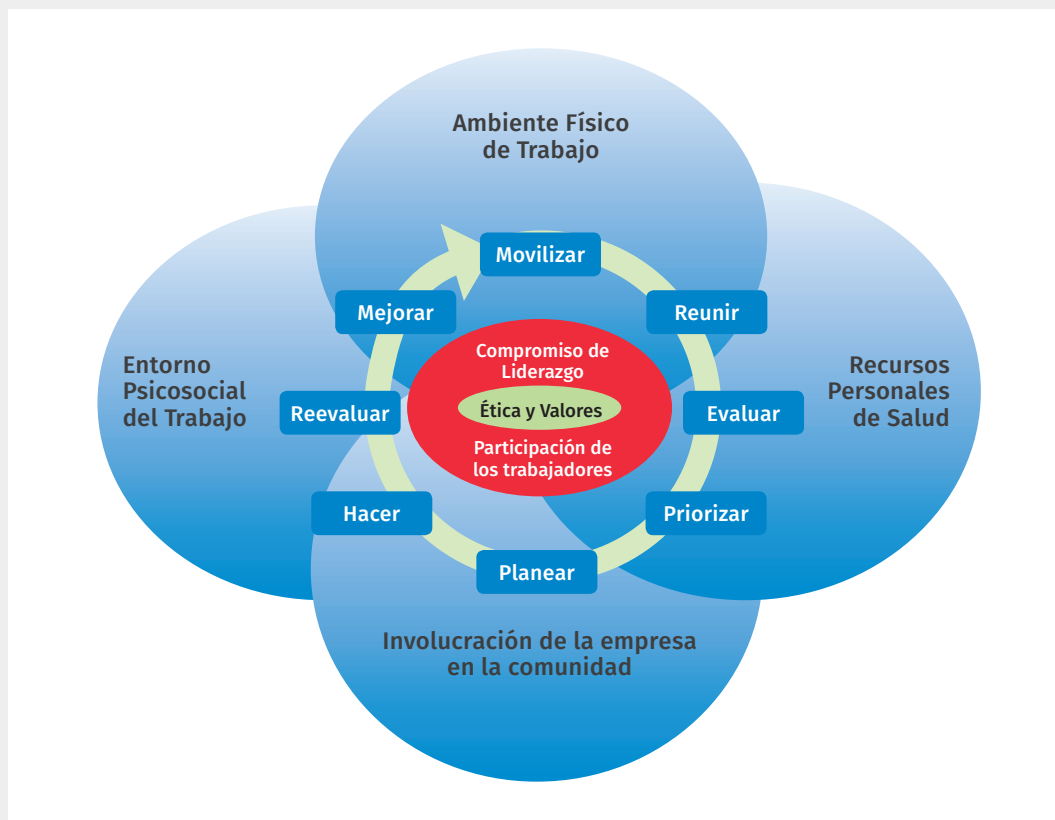 Ambiente Físico
de Trabajo
Movilizar
Mejorar
Reunir
Compromiso de
Liderazgo
Entorno
Psicosocial
del Trabajo
Recursos
Personales
de Salud
Reevaluar
Ética y Valores
Evaluar
Participación de
los trabajadores
Hacer
Priorizar
Planear
Involucración de la empresa
en la comunidad